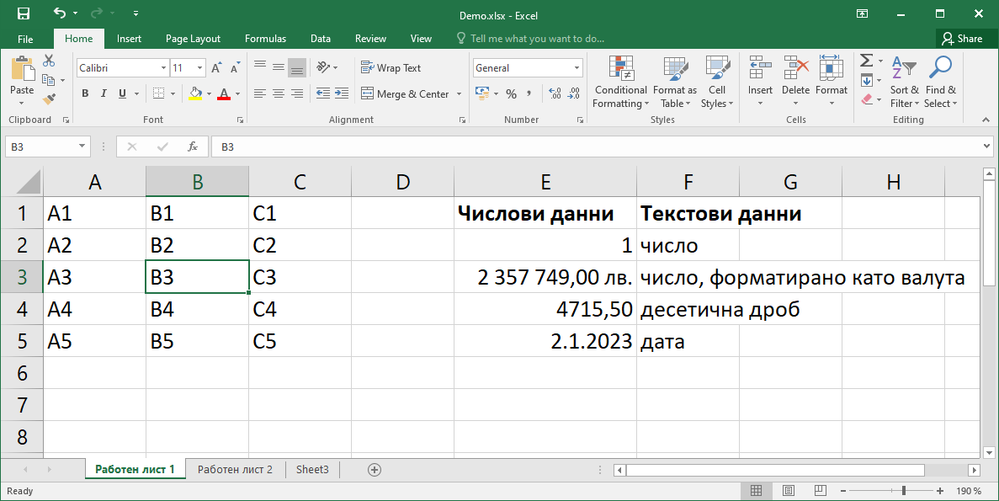 Demo.xlsx - Excel
File Home Insert Page Layout Formulas Data Review View Tell me what you want to do... Share
Paste
Calibri 11
B I U
Wrap Text
Merge & Center
General
%
Conditional Formatting
Format as Table
Cell Styles
Insert Delete Format
Sort & Filter
Find & Select
Clipboard Font Alignment Number Styles Cells Editing
B3 fx B3
A B C D E F G H
1 A1 B1 C1 Числови данни Текстови данни
2 A2 B2 C2 1 число
3 A3 B3 C3 2 357 749,00 лв. число, форматирано като валута
4 A4 B4 C4 4715,50 десетична дроб
5 A5 B5 C5 2.1.2023 дата
6
7
8
Работен лист 1 Работен лист 2 Sheet3
Ready 190 %